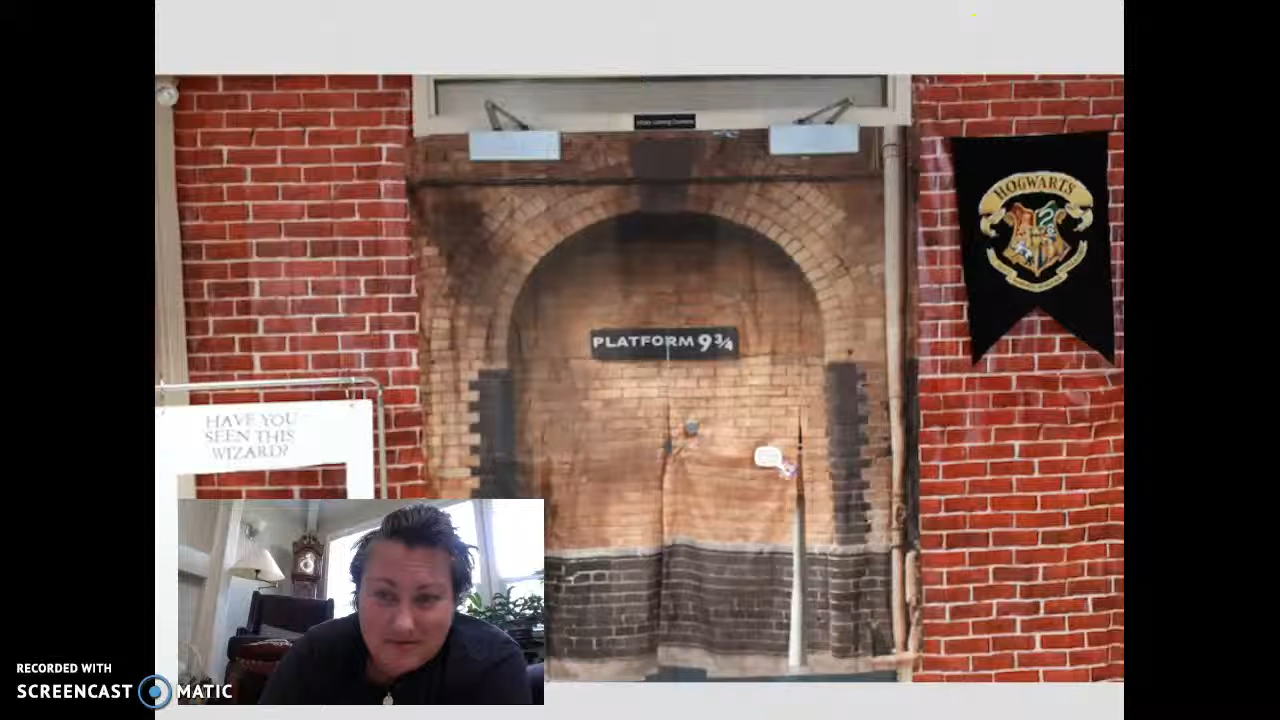 HOGWARTS
PLATFORM 9¾
HAVE YOU
SEEN THIS
WIZARD?
RECORDED WITH
SCREENCAST MATIC